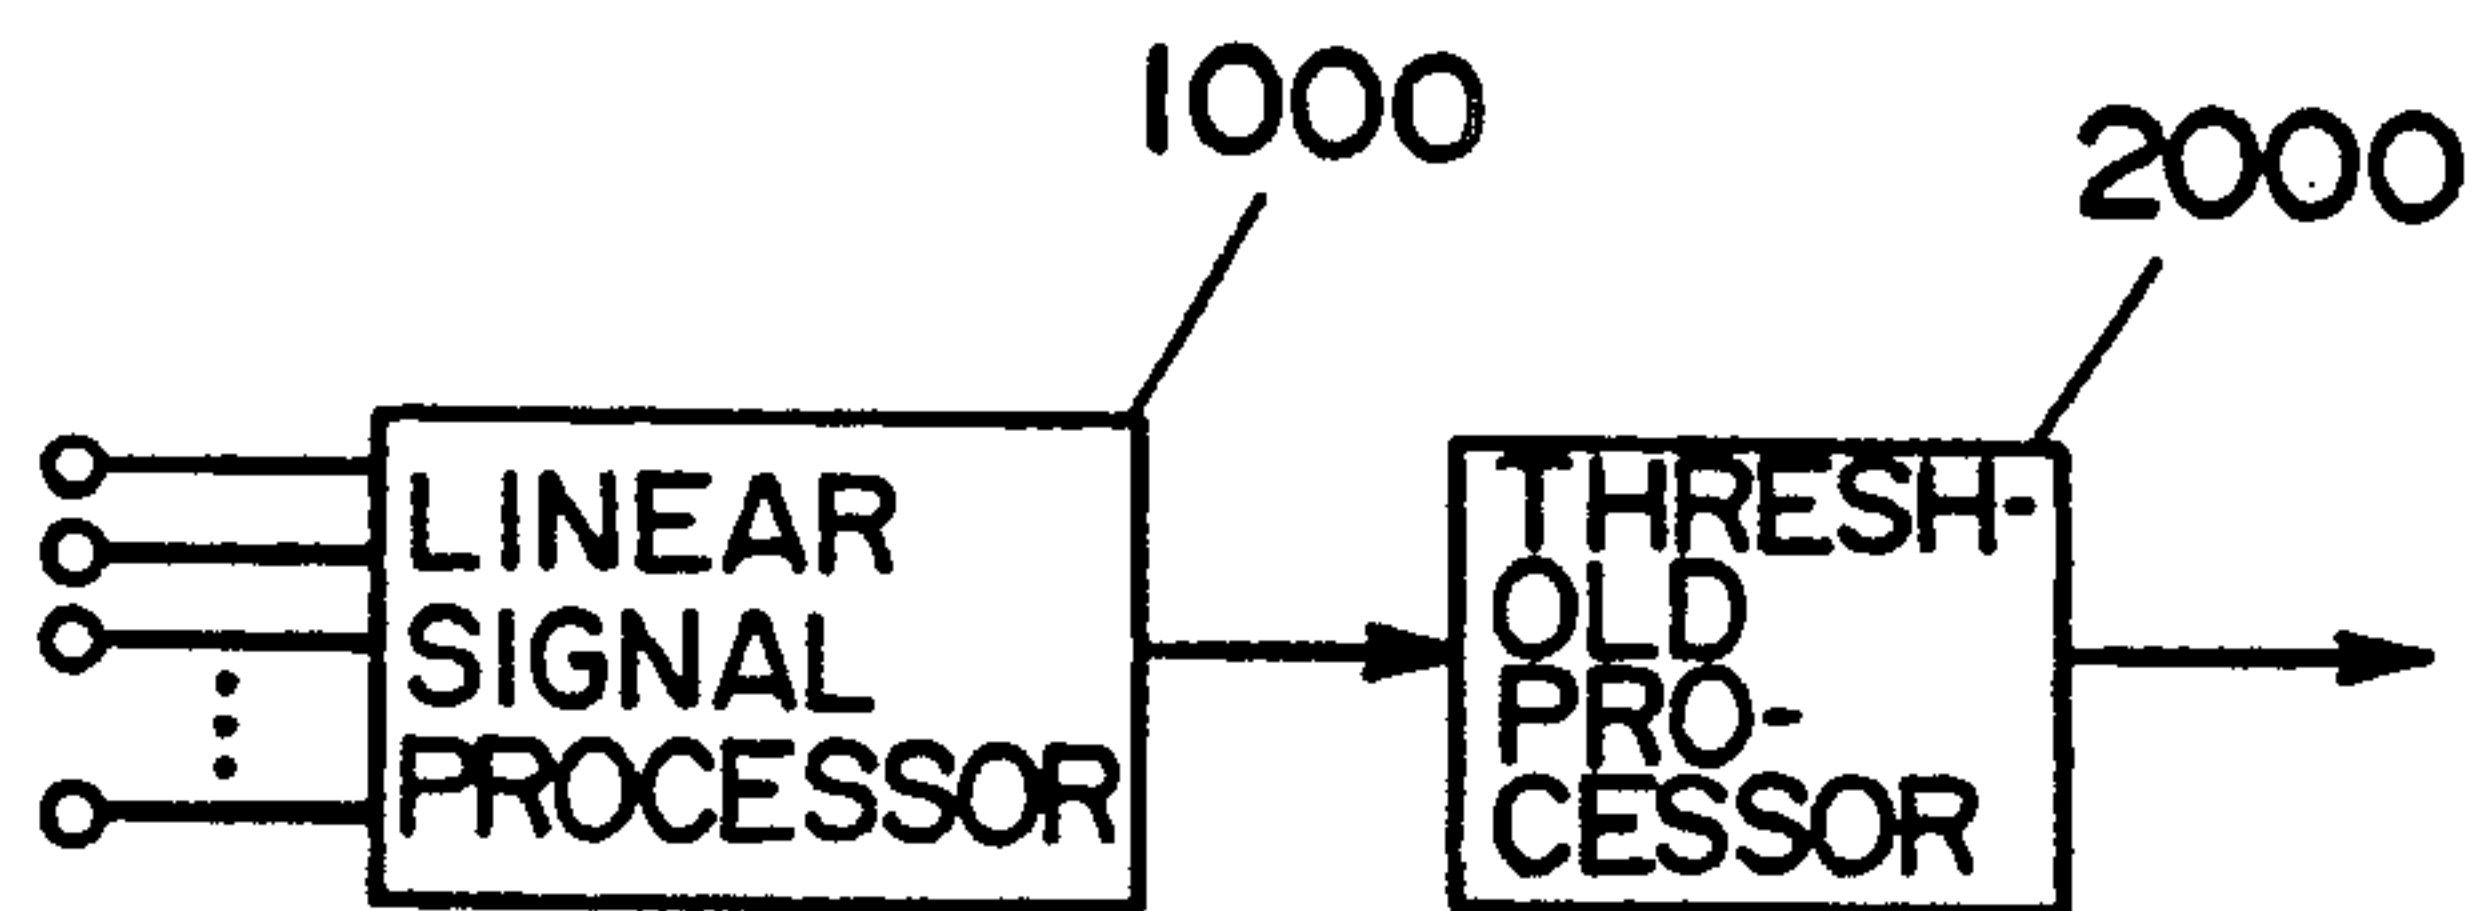 1000
2000
LINEAR
SIGNAL
PROCESSOR
THRESH-
OLD
PRO-
CESSOR